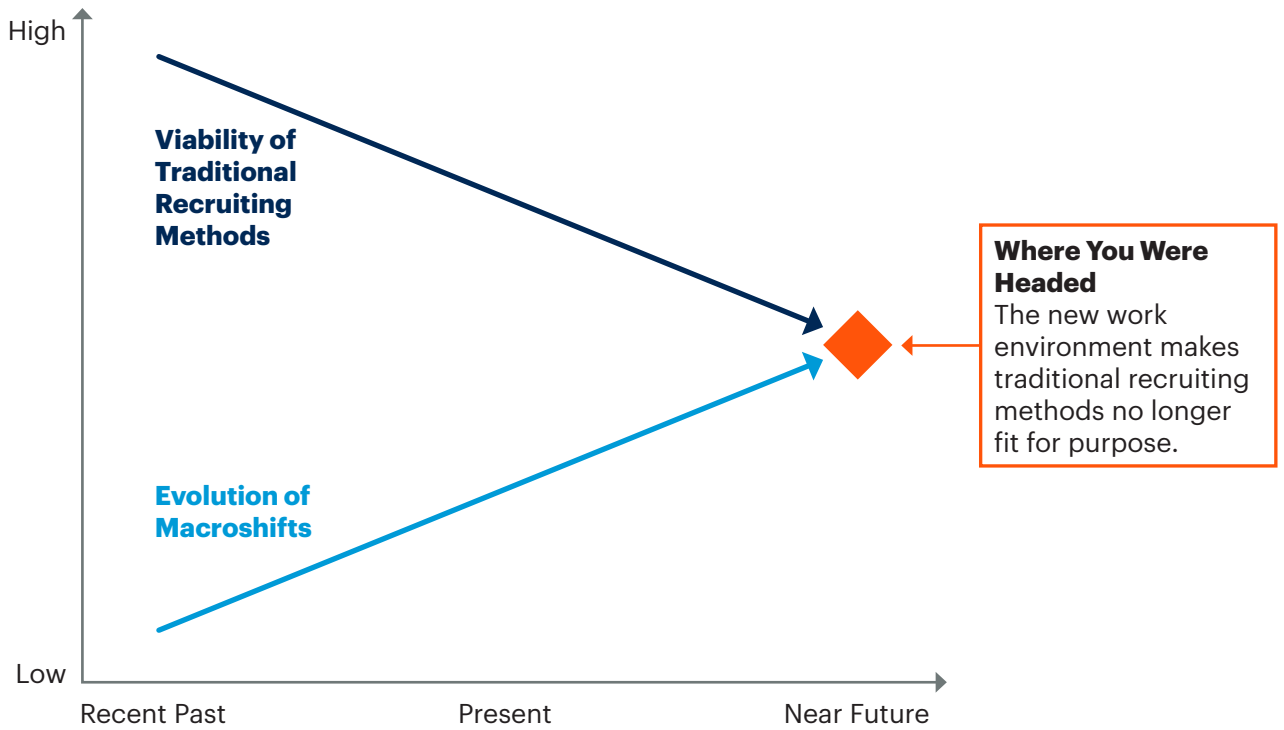 High
Viability of
Traditional
Recruiting
Methods
Where You Were
Headed
The new work
environment makes
traditional recruiting
methods no longer
fit for purpose.
Evolution of
Macroshifts
Low
Recent Past
Present
Near Future